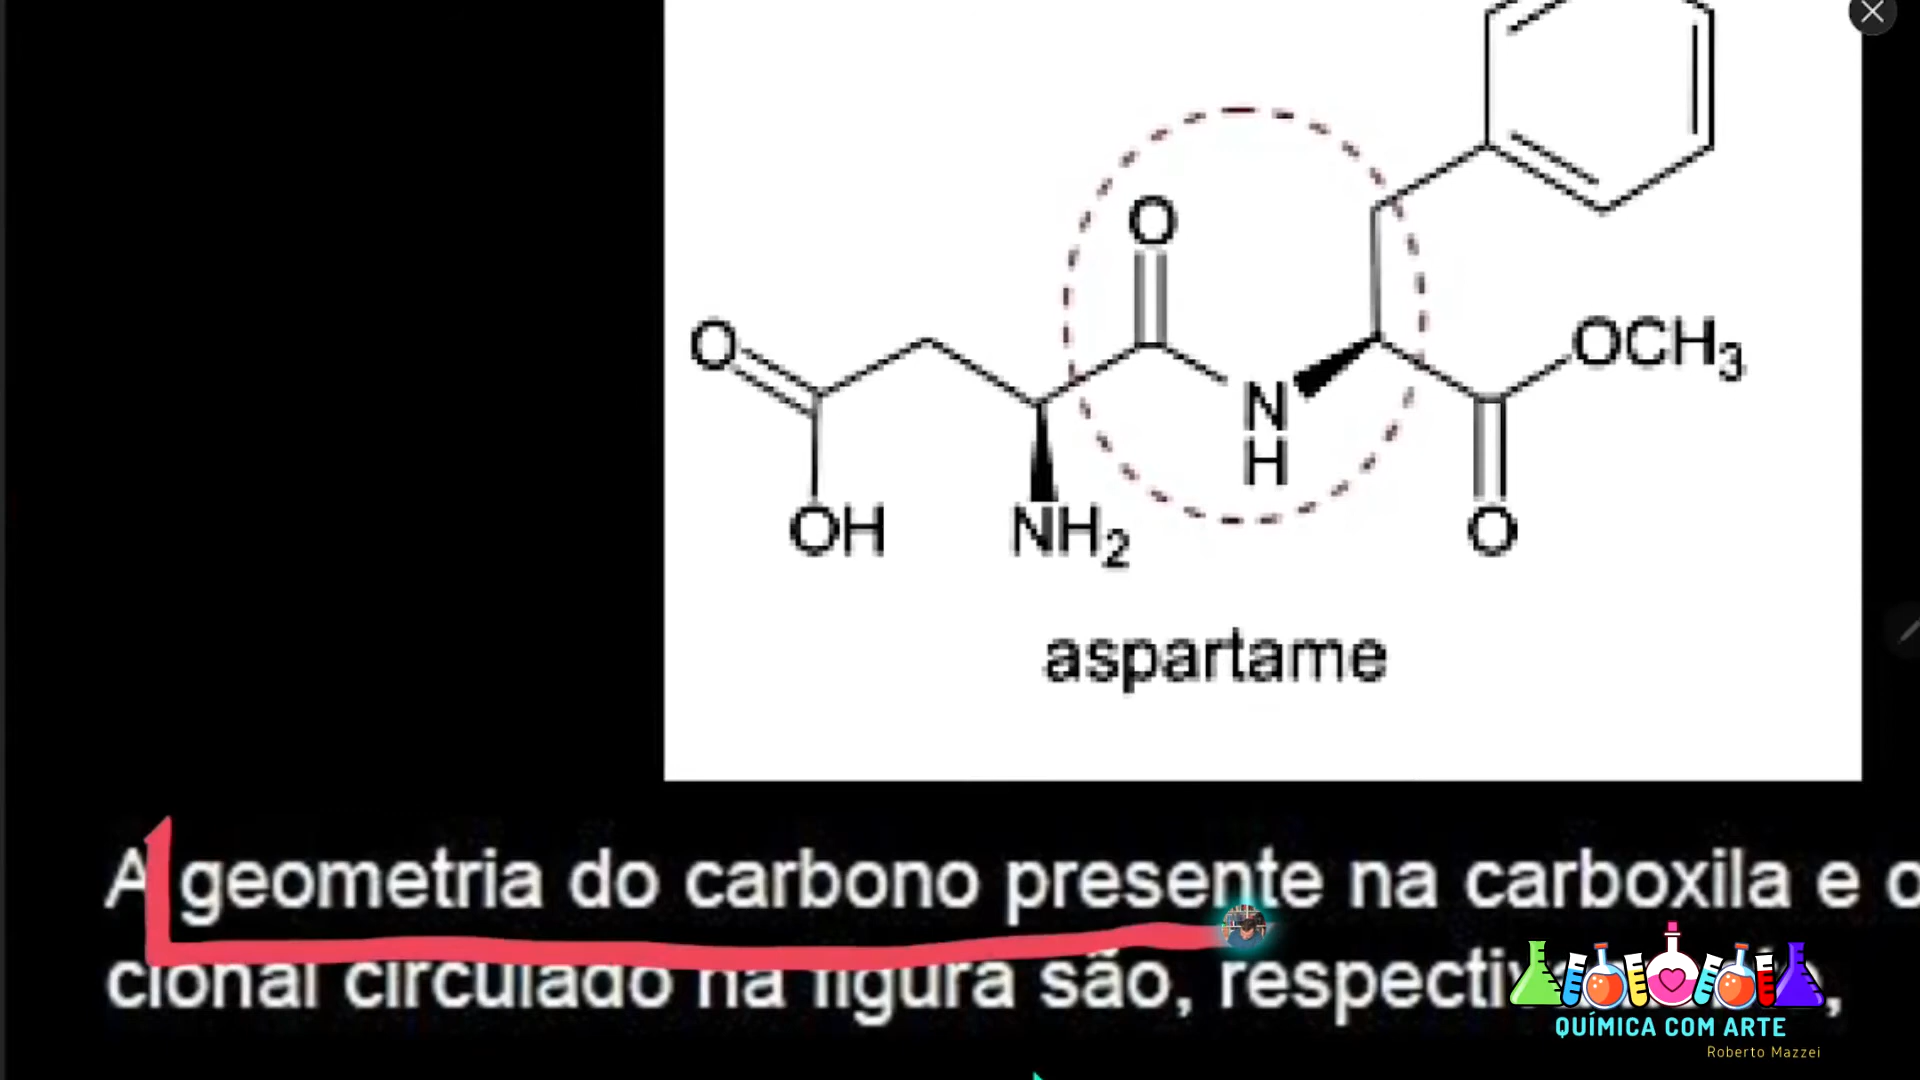 O
O
OCH3
N
H
OH
NH2
O
aspartame
A geometria do carbono presente na carboxila e o
cional circulado na figura são,
QUÍMICA COM ARTE
Roberto Mazzei